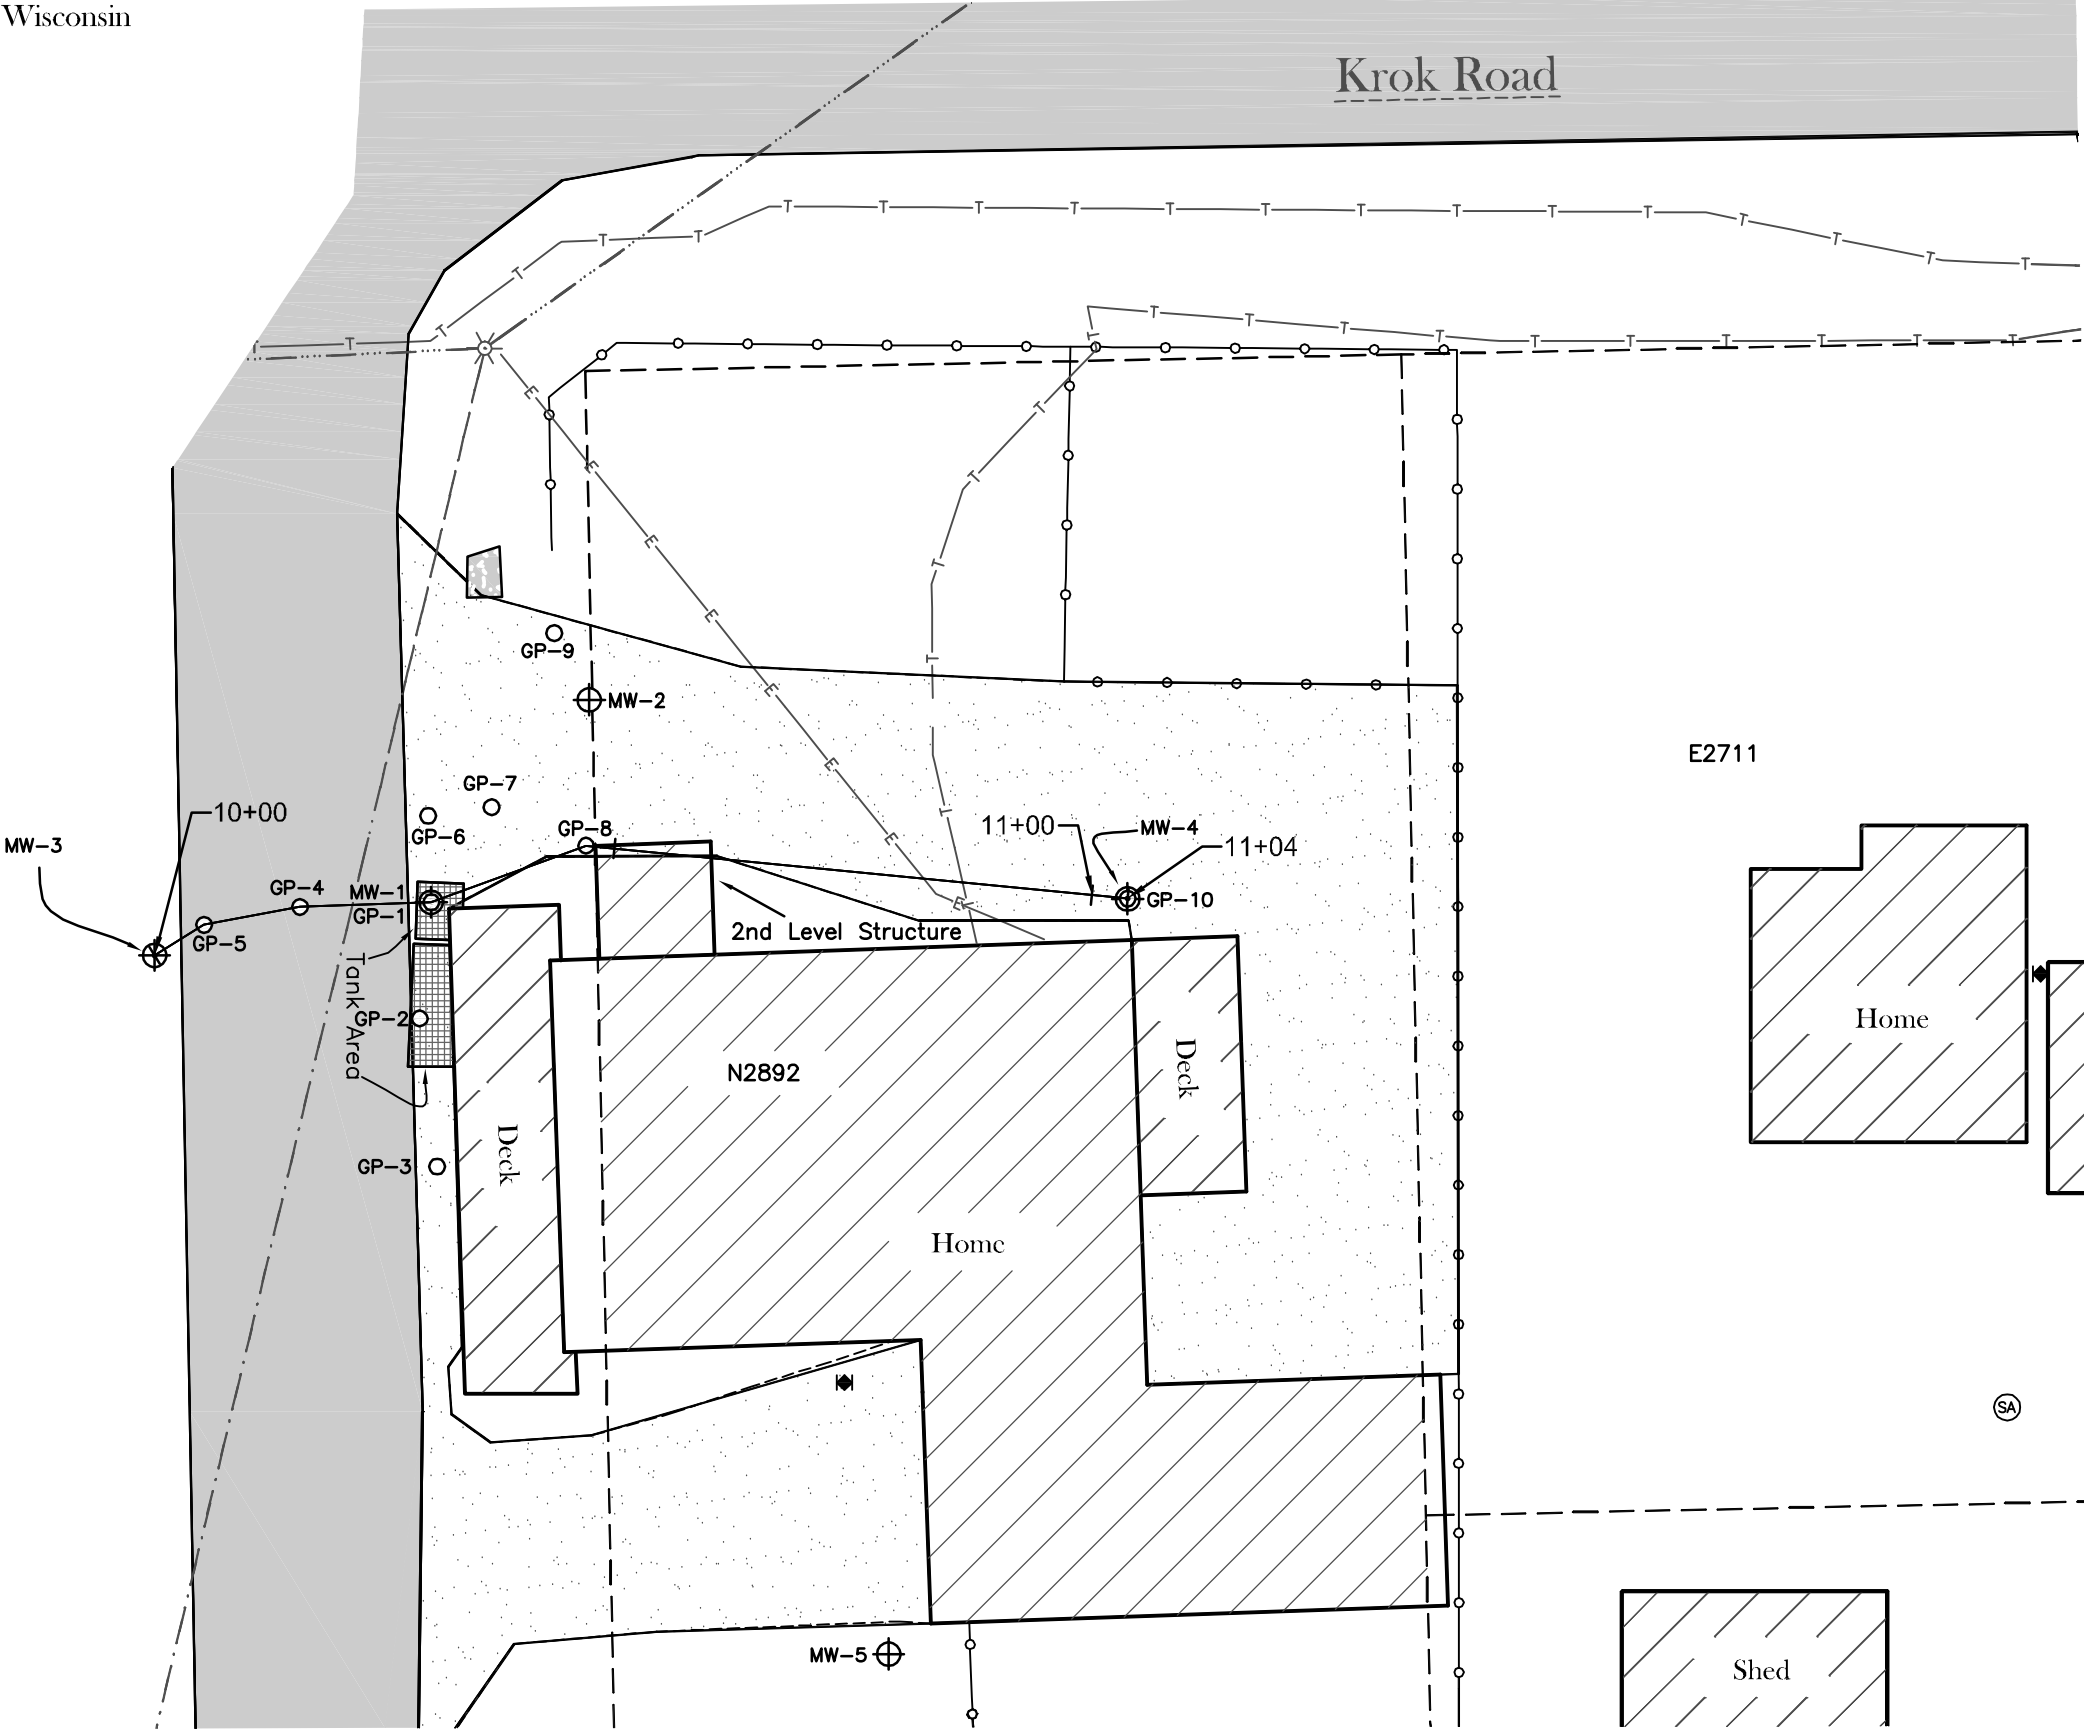 Wisconsin
Krok Road
GP-9
MW-2
E2711
GP-7
10+00
GP-6
GP-8
11+00
MW-4
11+04
MW-3
2nd Level Structure
GP-4
MW-1
GP-1
GP-10
GP-5
Tank Area
GP-2
Home
N2892
Deck
Deck
GP-3
Home
SA
MW-5
Shed
T T T T T T T T T T T T T T T T T
T T T T T T T T T T
T T T T T
E E E E E E E E